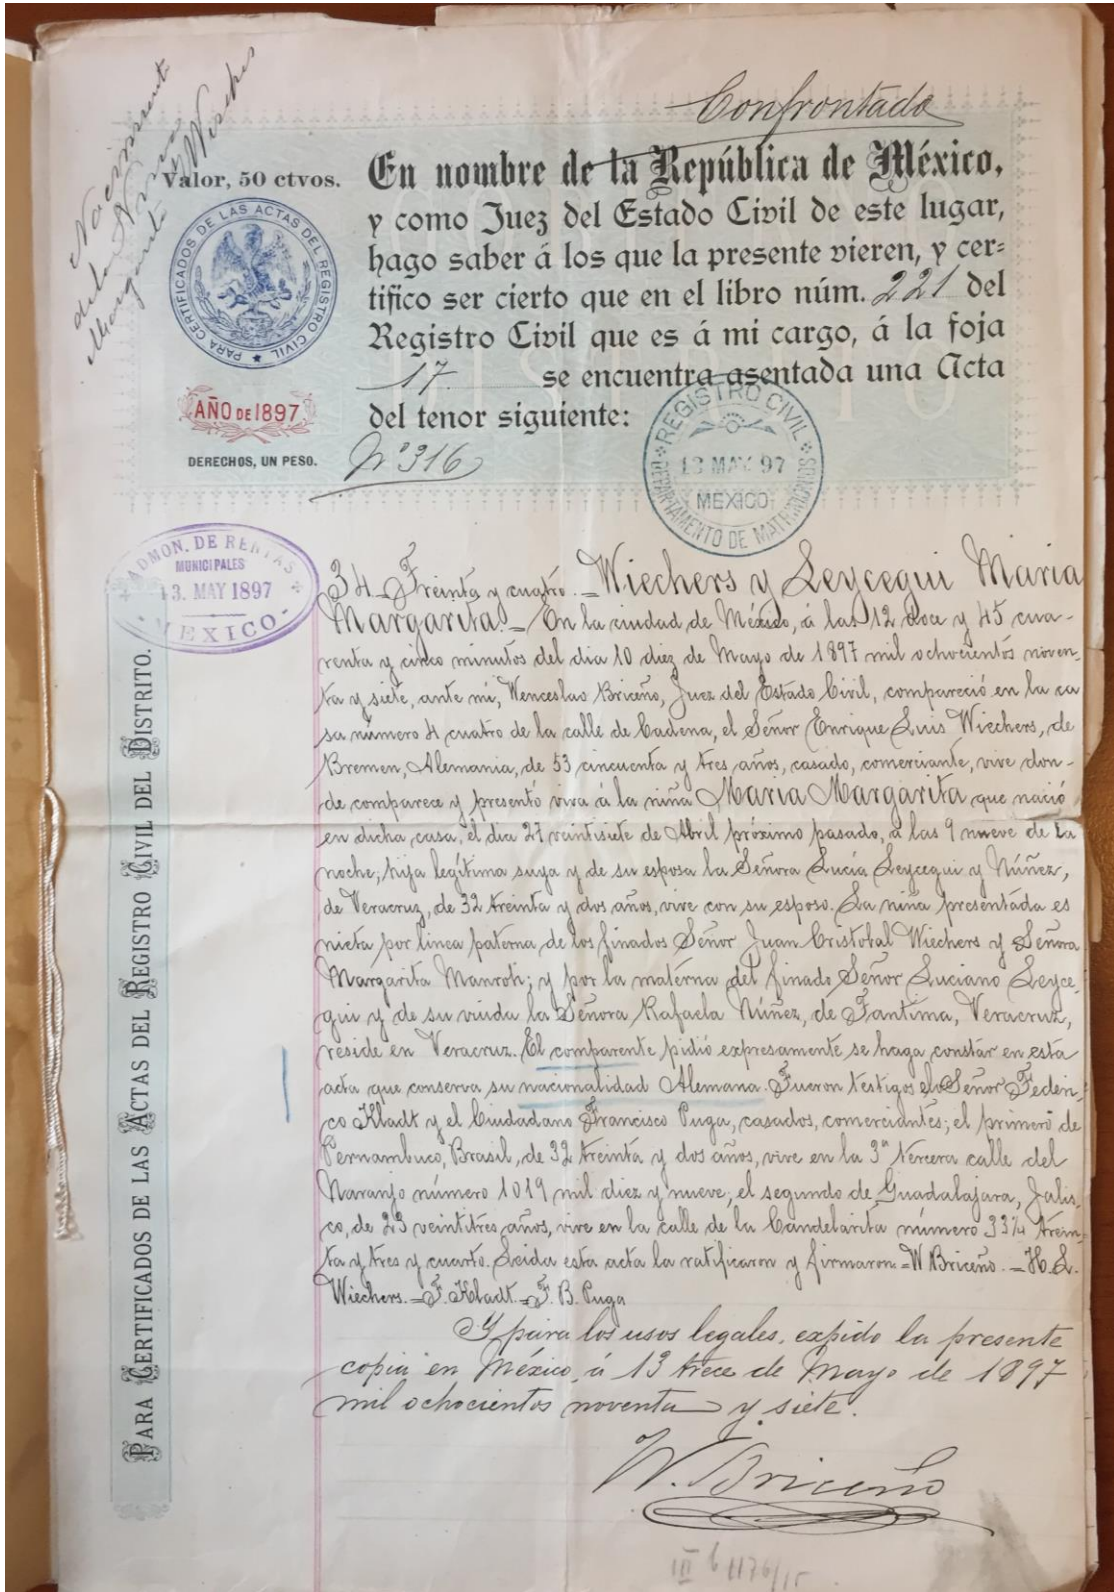 Confrontado
Nacimiento
de la Niña
Margarita Wiechers
Valor, 50 ctvos.
PARA CERTIFICADOS DE LAS ACTAS DEL REGISTRO CIVIL
AÑO DE 1897
DERECHOS, UN PESO.
En nombre de la República de México,
y como Juez del Estado Civil de este lugar,
hago saber á los que la presente vieren, y cer-
tifico ser cierto que en el libro núm. 221 del
Registro Civil que es á mi cargo, á la foja
17. se encuentra asentada una Acta
del tenor siguiente:
Nº 316
REGISTRO CIVIL
13 MAY 97
MEXICO
DEPARTAMENTO DE MATRIMONIOS
ADMON. DE RENTAS
MUNICIPALES
13. MAY 1897
MEXICO
PARA CERTIFICADOS DE LAS ACTAS DEL REGISTRO CIVIL DEL DISTRITO.
34 Treinta y cuatro. = Wiechers y Leycegui Maria
Margarita. = En la ciudad de México, á las 12 doce y 45 cua-
renta y cinco minutos del dia 10 diez de Mayo de 1897 mil ochocientos noven-
ta y siete, ante mi, Wenceslao Briceño, Juez del Estado Civil, compareció en la ca
sa número 4 cuatro de la calle de Cadena, el Señor Enrique Luis Wiechers, de
Bremen, Alemania, de 53 cincuenta y tres años, casado, comerciante, vive don-
de comparece y presentó viva á la niña Maria Margarita que nació
en dicha casa, el dia 27 veintisiete de Abril próximo pasado, á las 9 nueve de la
noche; hija legítima suya y de su esposa la Señora Lucía Leycegui y Núñez,
de Veracruz, de 32 treinta y dos años, vive con su esposo. La niña presentada es
nieta por linea paterna de los finados Señor Juan Cristobal Wiechers y Señora
Margarita Manroti; y por la materna del finado Señor Luciano Leyce-
gui y de su viuda la Señora Rafaela Núñez, de Tantima, Veracruz,
reside en Veracruz. El comparente pidió expresamente se haga constar en esta
acta que conserva su nacionalidad Alemana. Fueron testigos el Señor Federi-
co Kladt y el Ciudadano Francisco Puga, casados, comerciantes; el primero de
Pernambuco, Brasil, de 32 treinta y dos años, vive en la 3ª tercera calle del
Naranjo número 1019 mil diez y nueve; el segundo de Guadalajara, Jalis-
co, de 23 veintitres años, vive en la calle de la Candelarita número 33 1/4 trein-
ta y tres y cuarto. Leida esta acta la ratificaron y firmaron = W Briceño. = H. L.
Wiechers. = F. Kladt. = F. B. Puga
Y para los usos legales, expido la presente
copia en México, á 13 trece de Mayo de 1897
mil ochocientos noventa y siete.
W. Briceño